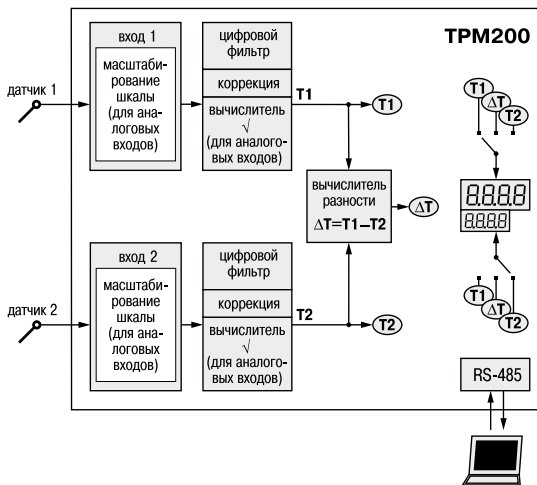 ТРМ200
датчик 1
вход 1
масштаби-
рование
шкалы
(для ана-
логовых
входов)
цифровой
фильтр
коррекция
вычислитель
√
(для аналого-
вых входов)
T1
T1
вычислитель
разности
ΔT=T1–T2
ΔT
датчик 2
вход 2
масштаби-
рование
шкалы
(для ана-
логовых
входов)
цифровой
фильтр
коррекция
вычислитель
√
(для аналого-
вых входов)
T2
T2
T1
ΔT
T2
8.8.8.8
8.8.8.8
T1
ΔT
T2
RS-485